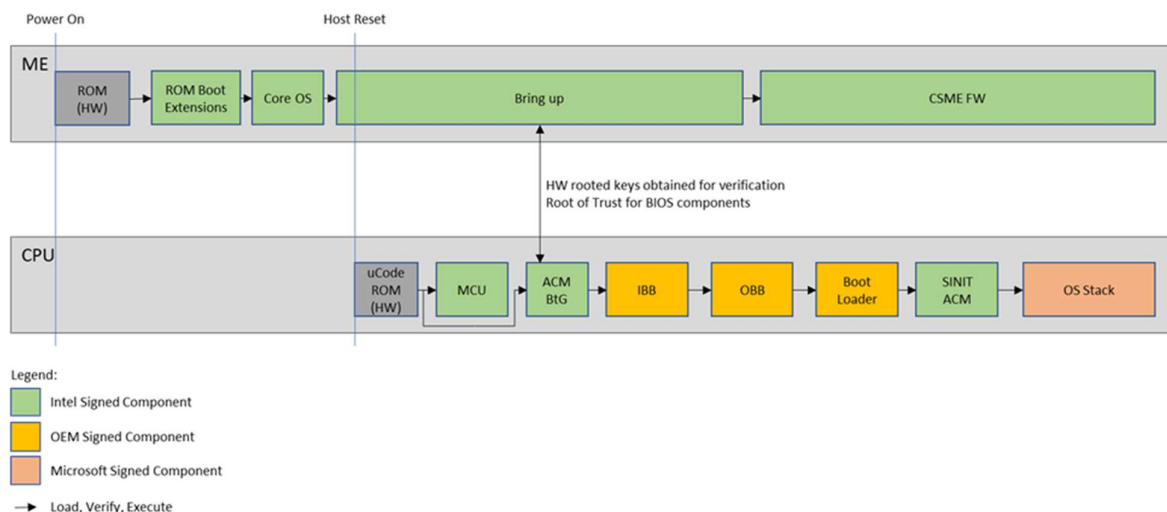 Power On
Host Reset
ME
ROM
(HW)
ROM Boot
Extensions
Core OS
Bring up
CSME FW
HW rooted keys obtained for verification
Root of Trust for BIOS components
CPU
uCode
ROM
(HW)
MCU
ACM
BtG
IBB
OBB
Boot
Loader
SINIT
ACM
OS Stack
Legend:
Intel Signed Component
OEM Signed Component
Microsoft Signed Component
Load, Verify, Execute